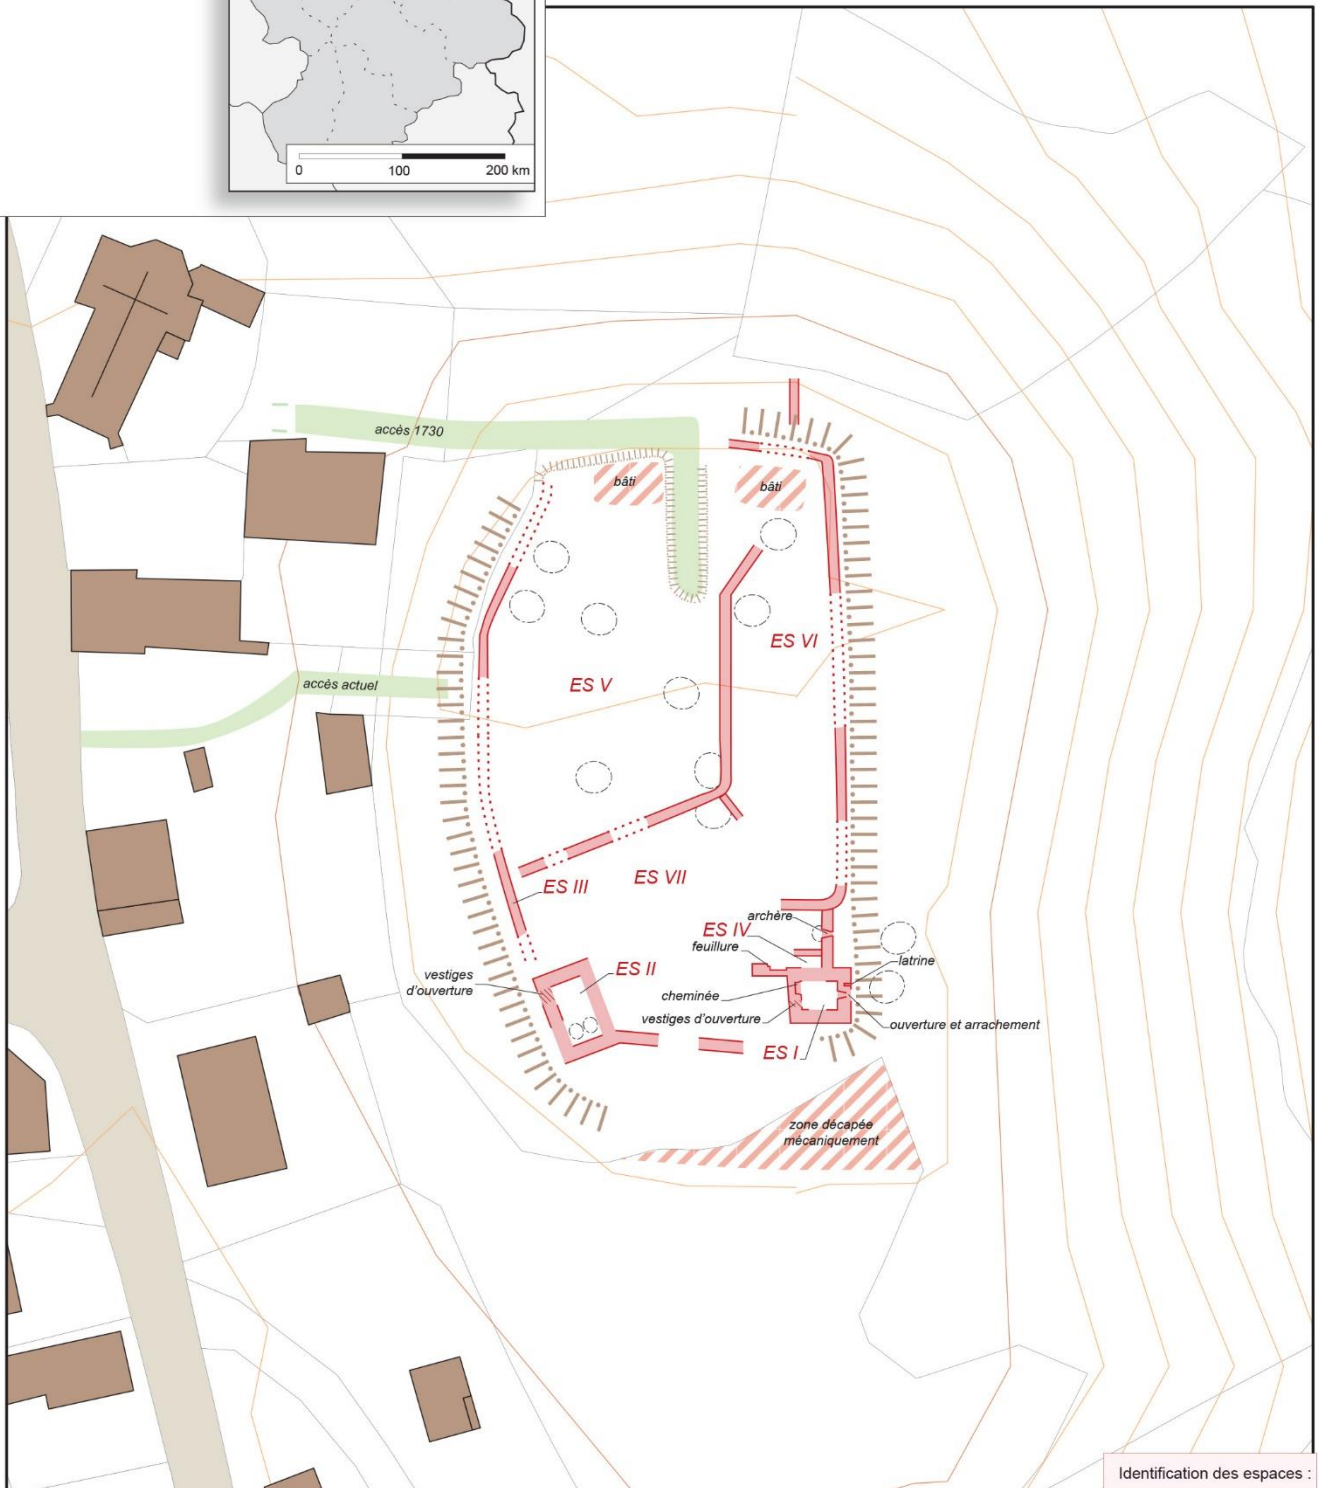 0 100 200 km
accès 1730
bâti
bâti
ES VI
ES V
accès actuel
ES VII
ES III
archère
ES IV
feuillure
latrine
ES II
vestiges
d'ouverture
cheminée
vestiges d'ouverture
ouverture et arrachement
ES I
zone décapée
mécaniquement
Identification des espaces :